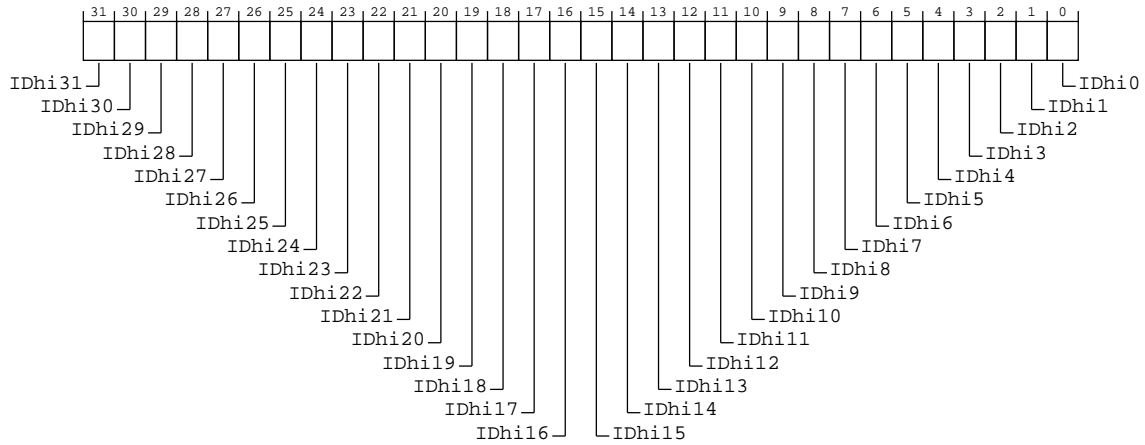 31 30 29 28 27 26 25 24 23 22 21 20 19 18 17 16 15 14 13 12 11 10 9 8 7 6 5 4 3 2 1 0
IDhi31 IDhi0
IDhi30 IDhi1
IDhi29 IDhi2
IDhi28 IDhi3
IDhi27 IDhi4
IDhi26 IDhi5
IDhi25 IDhi6
IDhi24 IDhi7
IDhi23 IDhi8
IDhi22 IDhi9
IDhi21 IDhi10
IDhi20 IDhi11
IDhi19 IDhi12
IDhi18 IDhi13
IDhi17 IDhi14
IDhi16 IDhi15